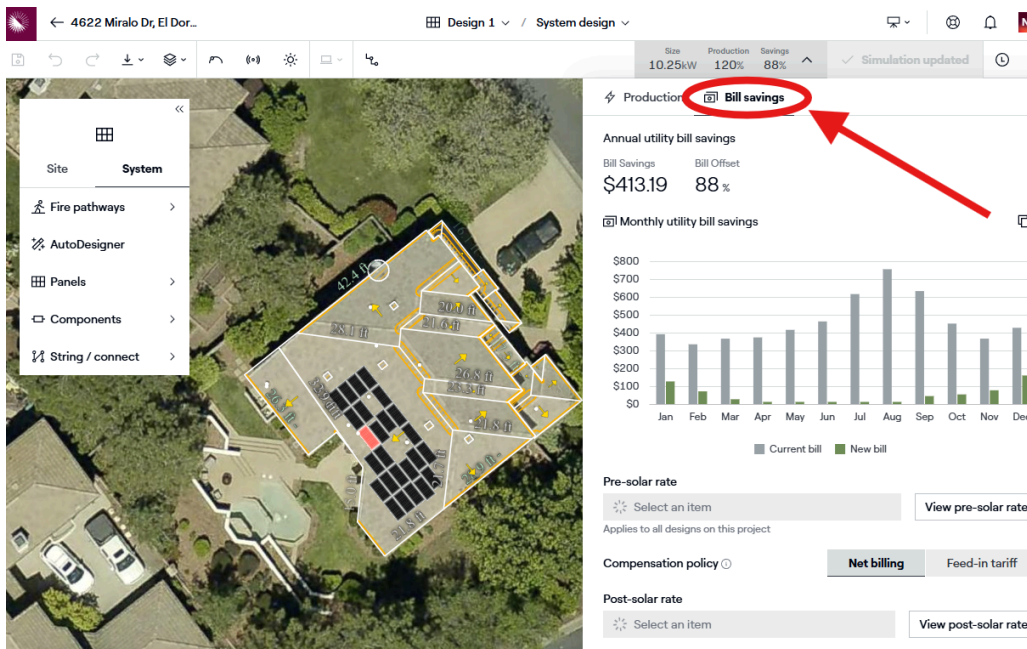 4622 Miralo Dr, El Dor...
Design 1 / System design
N
Size Production Savings
10.25kW 120% 88%
Simulation updated
Site System
Fire pathways
AutoDesigner
Panels
Components
String / connect
42.4 ft
28.1 ft
20.0 ft
21.6 ft
26.8 ft
23.3 ft
21.8 ft
21.8 ft
Production Bill savings
Annual utility bill savings
Bill Savings Bill Offset
$413.19 88 %
Monthly utility bill savings
$800
$700
$600
$500
$400
$300
$200
$100
$0
Jan Feb Mar Apr May Jun Jul Aug Sep Oct Nov Dec
Current bill New bill
Pre-solar rate
Select an item View pre-solar rate
Applies to all designs on this project
Compensation policy Net billing Feed-in tariff
Post-solar rate
Select an item View post-solar rate